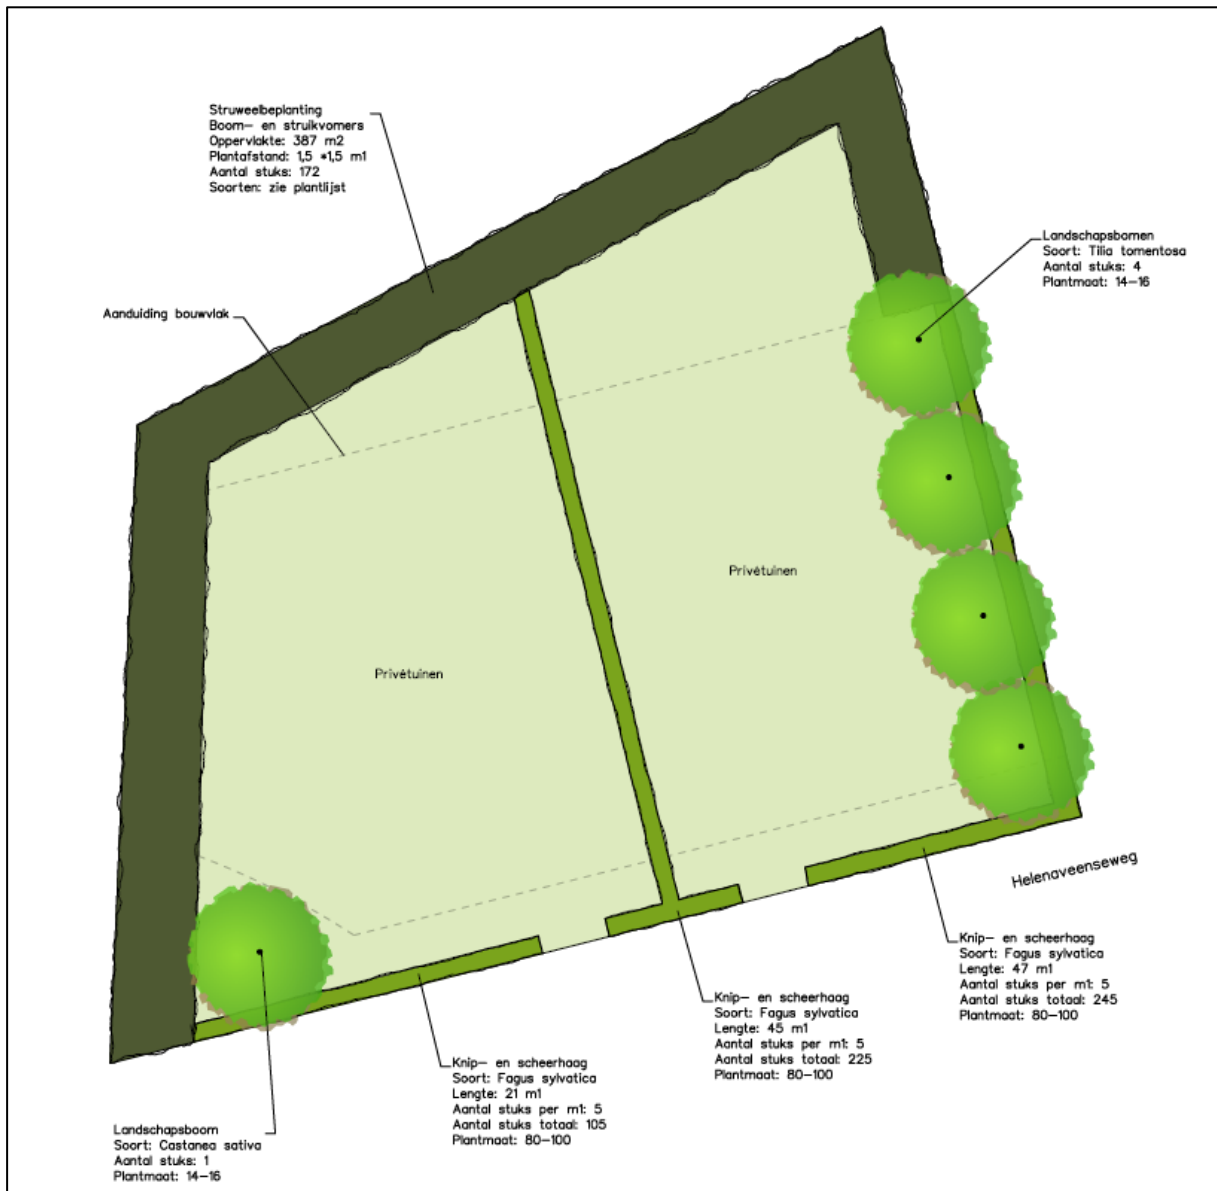 Struweelbeplanting
Boom- en struikvomers
Oppervlakte: 387 m2
Plantafstand: 1,5 *1,5 m1
Aantal stuks: 172
Soorten: zie plantlijst
Landschapsbomen
Soort: Tilia tomentosa
Aantal stuks: 4
Plantmaat: 14-16
Aanduiding bouwvlak
Privétuinen
Privétuinen
Helenaveenseweg
Knip- en scheerhaag
Soort: Fagus sylvatica
Lengte: 47 m1
Aantal stuks per m1: 5
Aantal stuks totaal: 245
Plantmaat: 80-100
Knip- en scheerhaag
Soort: Fagus sylvatica
Lengte: 45 m1
Aantal stuks per m1: 5
Aantal stuks totaal: 225
Plantmaat: 80-100
Knip- en scheerhaag
Soort: Fagus sylvatica
Lengte: 21 m1
Aantal stuks per m1: 5
Aantal stuks totaal: 105
Plantmaat: 80-100
Landschapsboom
Soort: Castanea sativa
Aantal stuks: 1
Plantmaat: 14-16